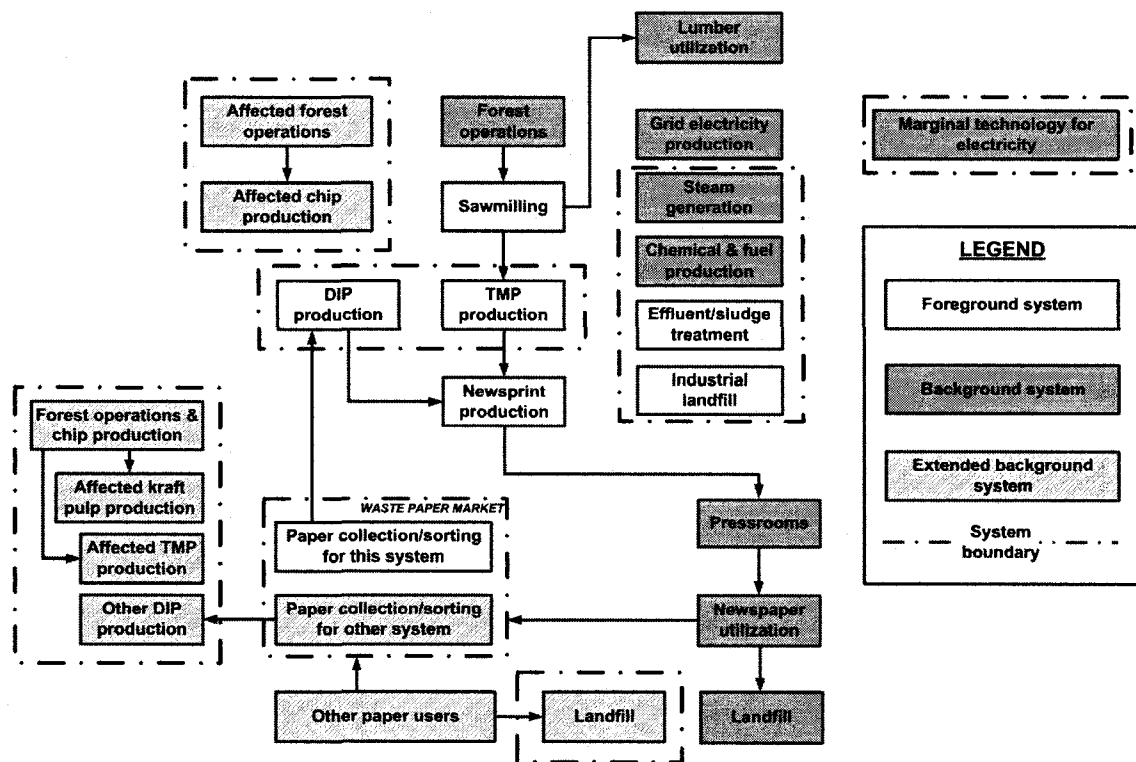 Lumber
utilization
Affected forest
operations
Forest
operations
Grid electricity
production
Marginal technology for
electricity
Affected chip
production
Sawmilling
Steam
generation
Chemical & fuel
production
LEGEND
Foreground system
DIP
production
TMP
production
Effluent/sludge
treatment
Newsprint
production
Industrial
landfill
Background system
Forest operations &
chip production
Affected kraft
pulp production
Extended background
system
WASTE PAPER MARKET
Paper collection/sorting
for this system
Pressrooms
System
boundary
Affected TMP
production
Other DIP
production
Paper collection/sorting
for other system
Newspaper
utilization
Other paper users
Landfill
Landfill